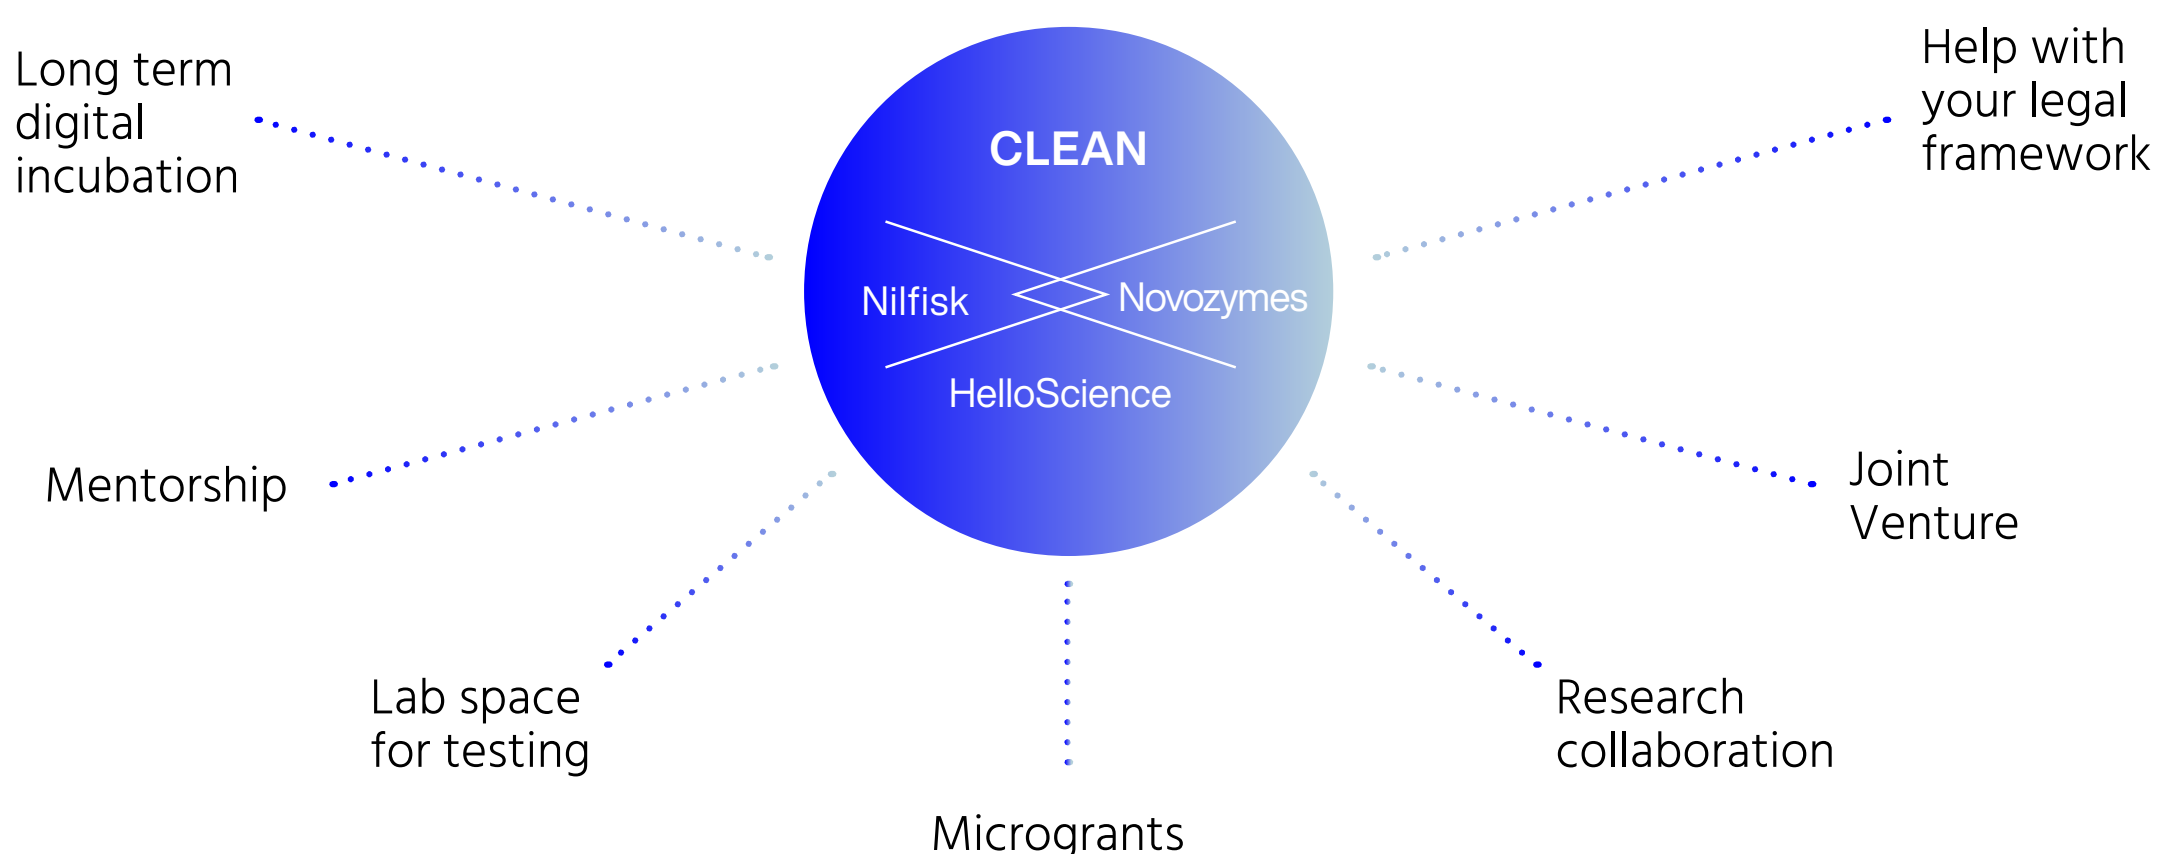 Long term
digital
incubation
Help with
your legal
framework
CLEAN
Nilfisk
Novozymes
HelloScience
Mentorship
Joint
Venture
Lab space
for testing
Research
collaboration
Microgrants